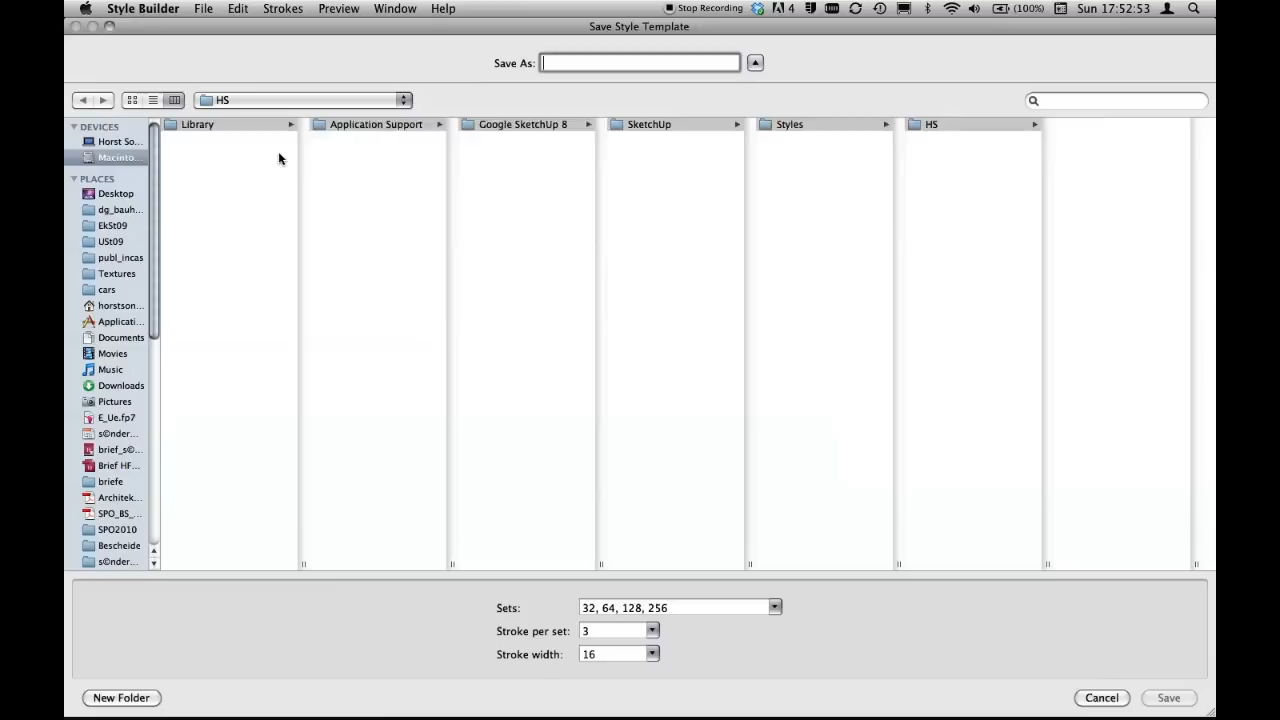 Style Builder File Edit Strokes Preview Window Help Stop Recording 4 (100%) Sun 17:52:53
Save Style Template
Save As:
HS
DEVICES
Horst So...
Macinto...
PLACES
Desktop
dg_bauh...
EkSt09
USt09
publ_incas
Textures
cars
horstson...
Applicati...
Documents
Movies
Music
Downloads
Pictures
E_Ue.fp7
s©nder...
brief_s©...
Brief HF...
briefe
Architek...
SPO_BS_...
SPO2010
Bescheide
s©nder...
Library Application Support Google SketchUp 8 SketchUp Styles HS
Sets: 32, 64, 128, 256
Stroke per set: 3
Stroke width: 16
New Folder Cancel Save